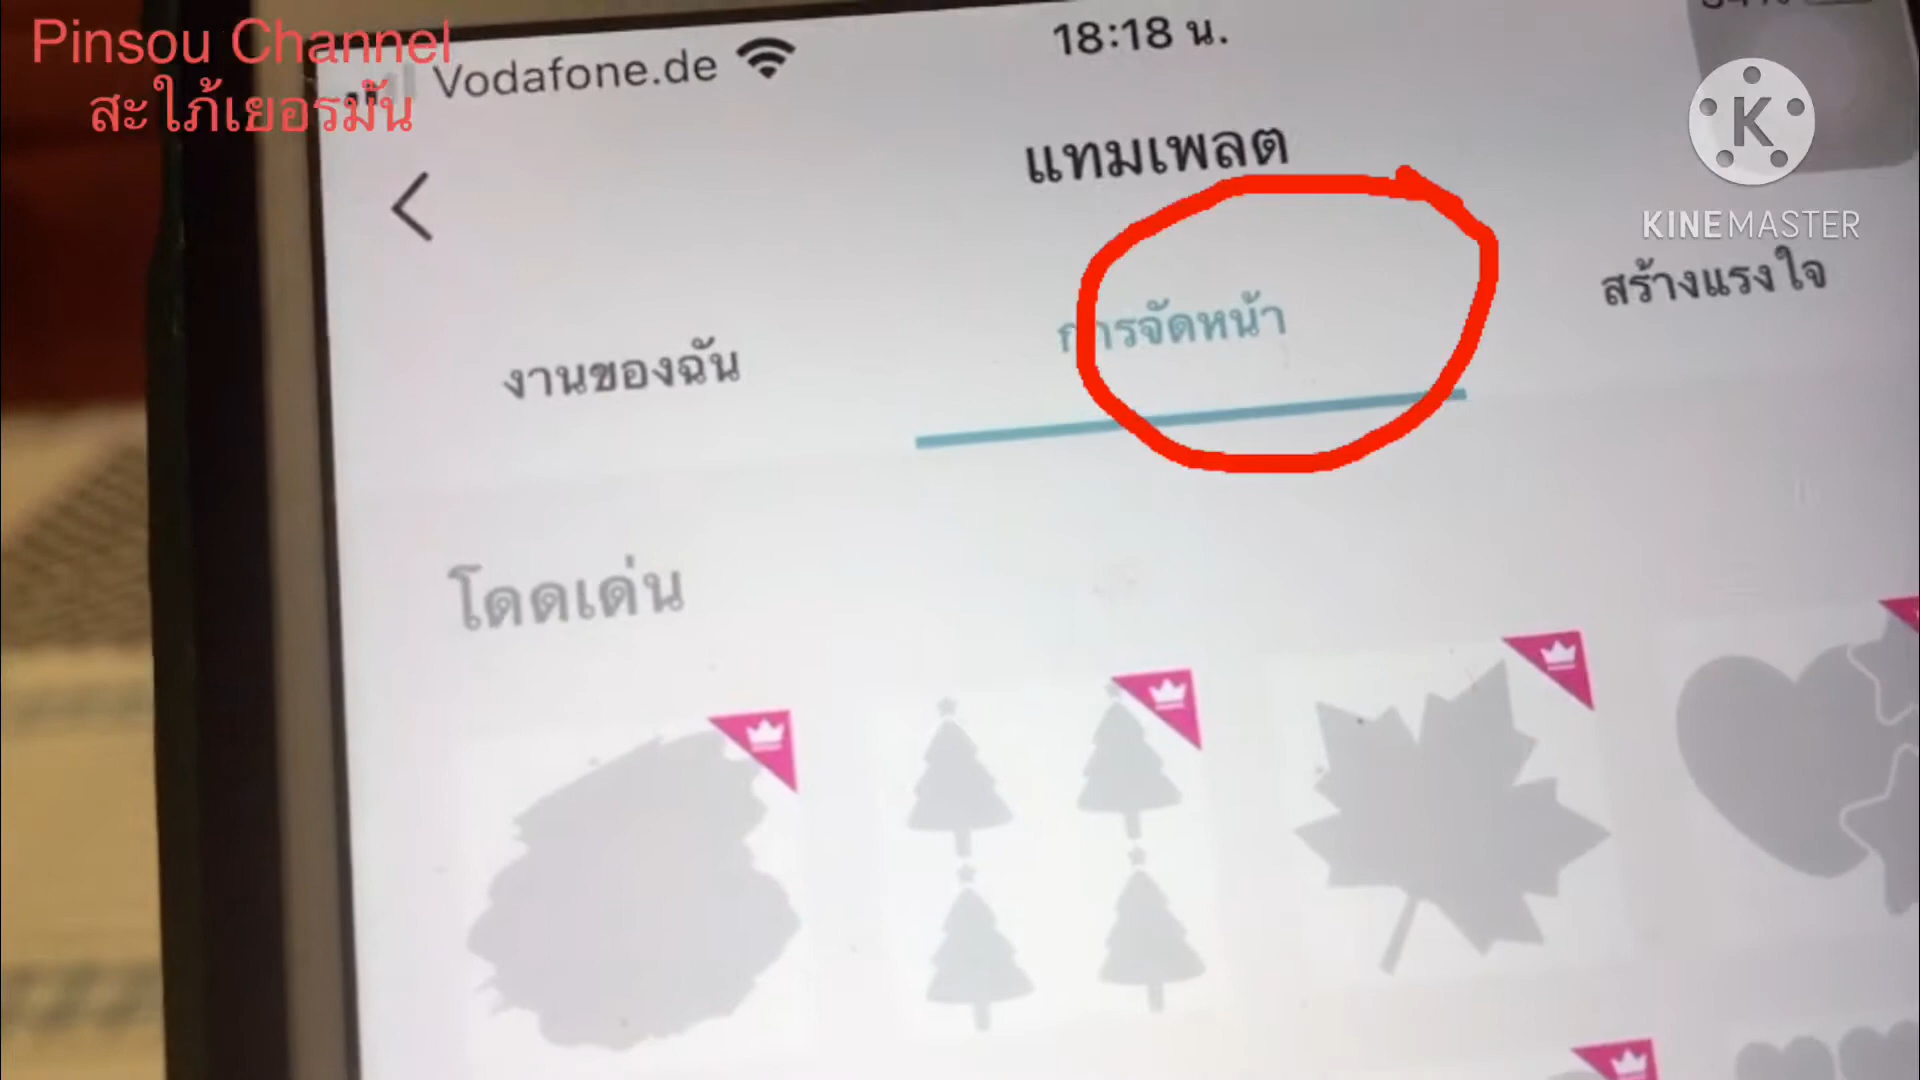 Pinsou Channel
สะใภ้เยอรมัน
Vodafone.de
18:18 น.
แทมเพลต
KINEMASTER
งานของฉัน
การจัดหน้า
สร้างแรงใจ
โดดเด่น